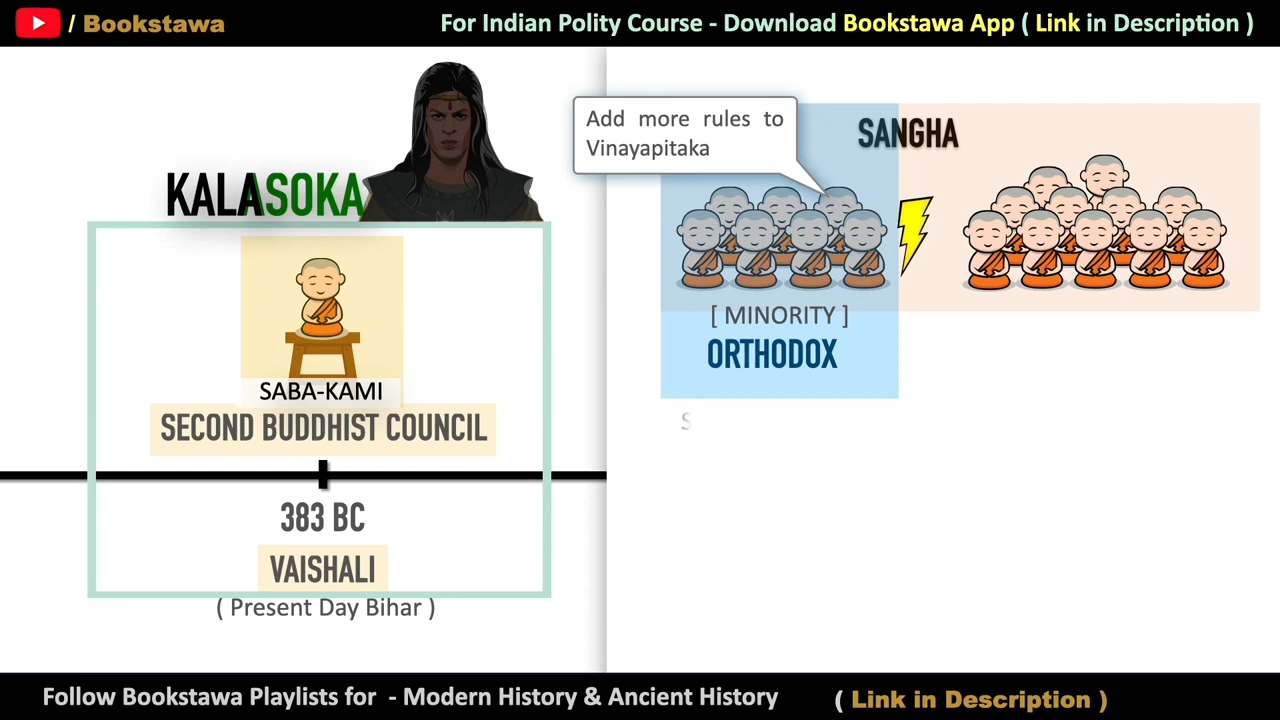 / Bookstawa
For Indian Polity Course - Download Bookstawa App ( Link in Description )
KALASOKA
SABA-KAMI
SECOND BUDDHIST COUNCIL
383 BC
VAISHALI
( Present Day Bihar )
Add more rules to
Vinayapitaka
SANGHA
[ MINORITY ]
ORTHODOX
S
Follow Bookstawa Playlists for - Modern History & Ancient History
( Link in Description )